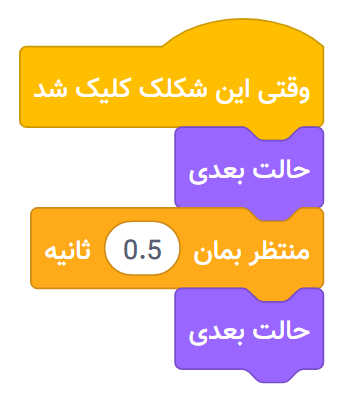 وقتی این شکلک کلیک شد
حالت بعدی
منتظر بمان 0.5 ثانیه
حالت بعدی